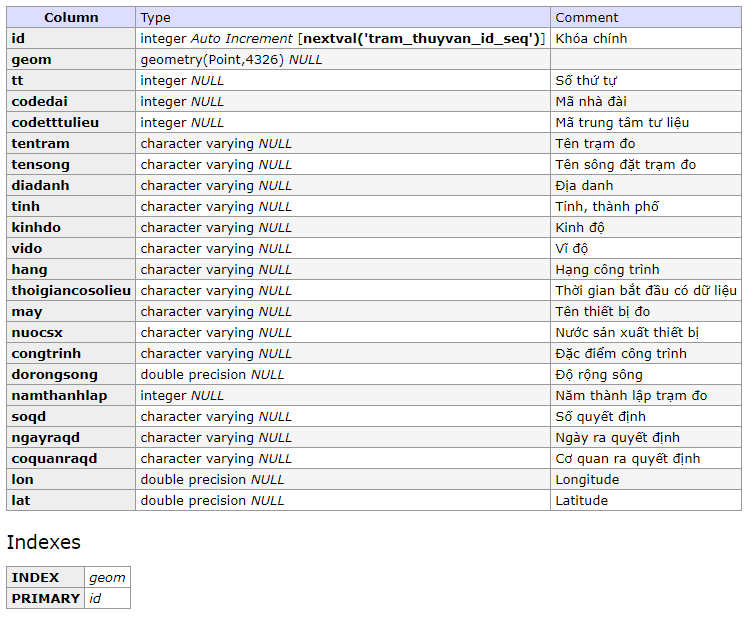 Column Type Comment
id integer Auto Increment [nextval('tram_thuyvan_id_seq')] Khóa chính
geom geometry(Point,4326) NULL
tt integer NULL Số thứ tự
codedai integer NULL Mã nhà đài
codetttulieu integer NULL Mã trung tâm tư liệu
tentram character varying NULL Tên trạm đo
tensong character varying NULL Tên sông đặt trạm đo
diadanh character varying NULL Địa danh
tinh character varying NULL Tỉnh, thành phố
kinhdo character varying NULL Kinh độ
vido character varying NULL Vĩ độ
hang character varying NULL Hạng công trình
thoigiancosolieu character varying NULL Thời gian bắt đầu có dữ liệu
may character varying NULL Tên thiết bị đo
nuocsx character varying NULL Nước sản xuất thiết bị
congtrinh character varying NULL Đặc điểm công trình
dorongsong double precision NULL Độ rộng sông
namthanhlap integer NULL Năm thành lập trạm đo
soqd character varying NULL Số quyết định
ngayraqd character varying NULL Ngày ra quyết định
coquanraqd character varying NULL Cơ quan ra quyết định
lon double precision NULL Longitude
lat double precision NULL Latitude
Indexes
INDEX geom
PRIMARY id